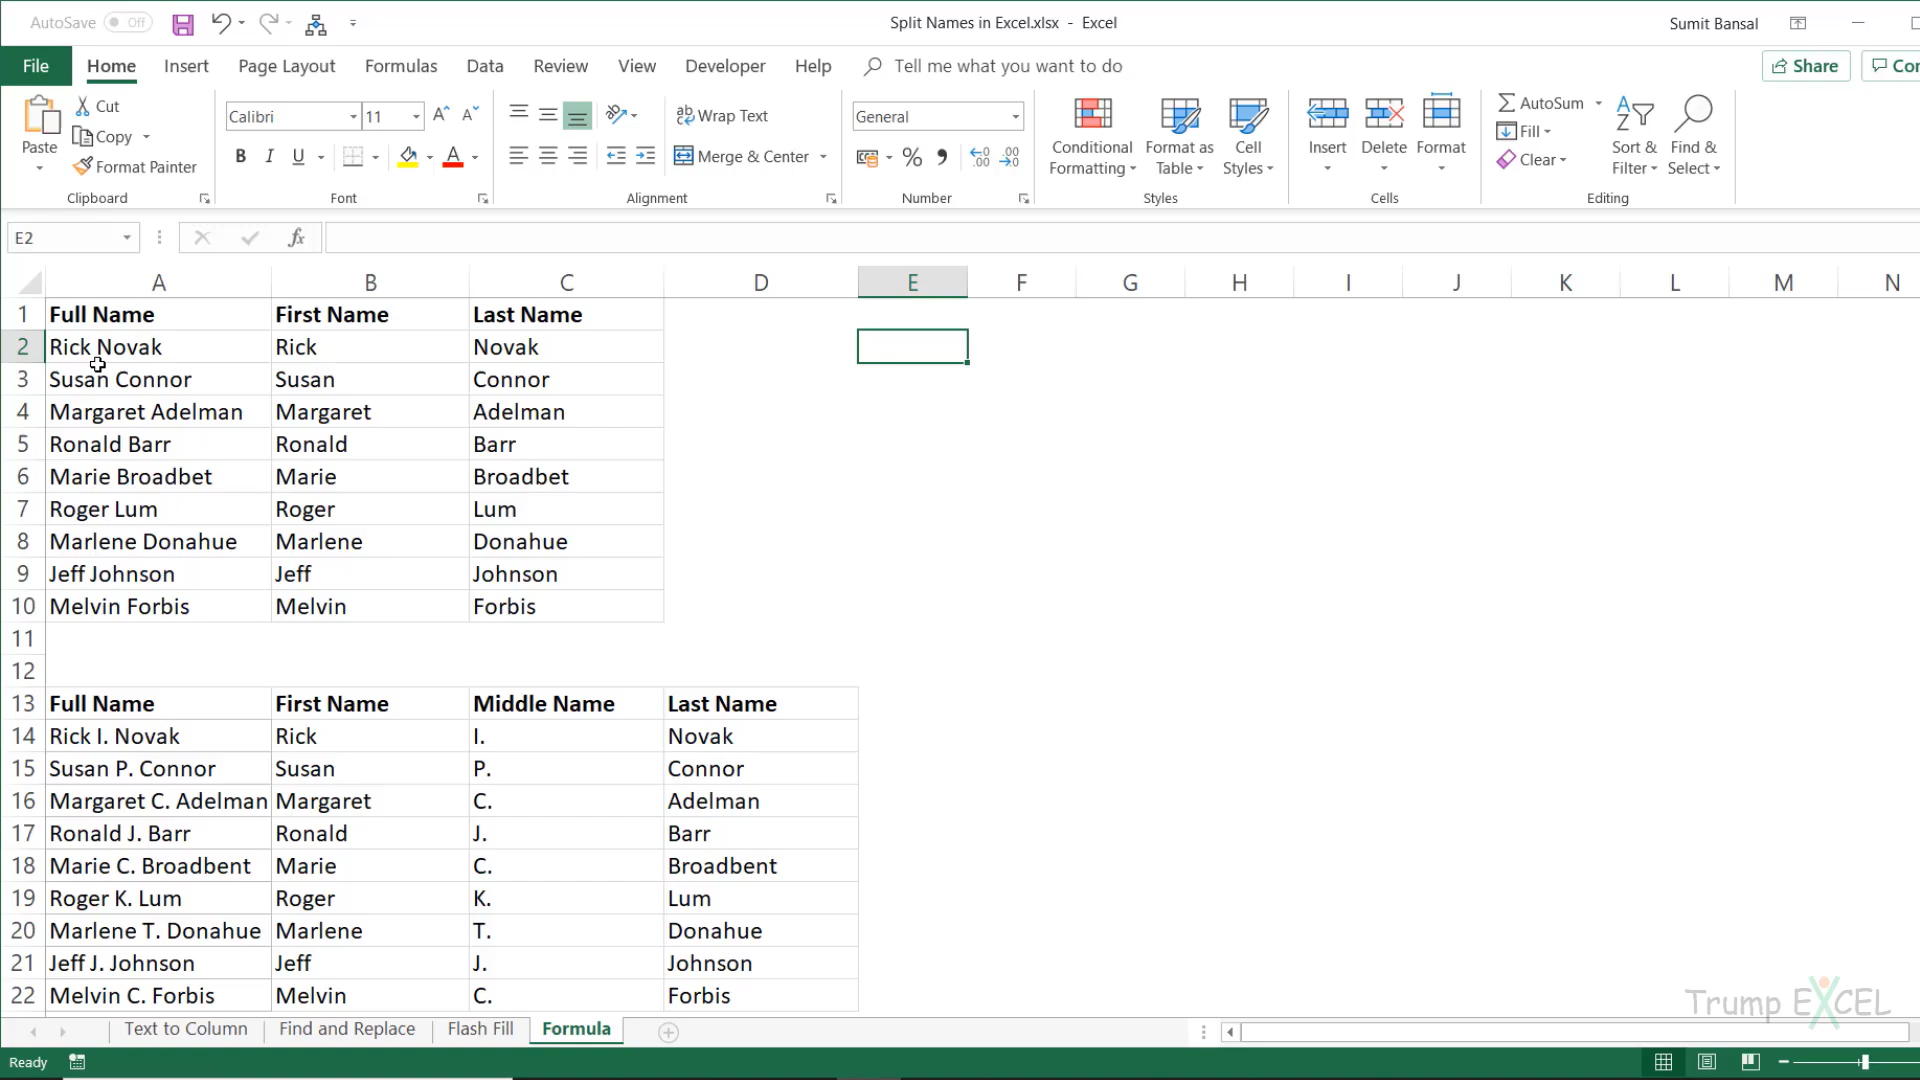 AutoSave Off
Split Names in Excel.xlsx - Excel
Sumit Bansal
File Home Insert Page Layout Formulas Data Review View Developer Help Tell me what you want to do Share Con
Paste
Cut
Copy
Format Painter
Clipboard
Calibri 11
B I U
Font
Wrap Text
Merge & Center
Alignment
General
Number
Conditional Formatting
Format as Table
Cell Styles
Styles
Insert Delete Format
Cells
AutoSum
Fill
Clear
Sort & Filter
Find & Select
Editing
E2 fx
A B C D E F G H I J K L M N
1 Full Name First Name Last Name
2 Rick Novak Rick Novak
3 Susan Connor Susan Connor
4 Margaret Adelman Margaret Adelman
5 Ronald Barr Ronald Barr
6 Marie Broadbet Marie Broadbet
7 Roger Lum Roger Lum
8 Marlene Donahue Marlene Donahue
9 Jeff Johnson Jeff Johnson
10 Melvin Forbis Melvin Forbis
11
12
13 Full Name First Name Middle Name Last Name
14 Rick I. Novak Rick I. Novak
15 Susan P. Connor Susan P. Connor
16 Margaret C. Adelman Margaret C. Adelman
17 Ronald J. Barr Ronald J. Barr
18 Marie C. Broadbent Marie C. Broadbent
19 Roger K. Lum Roger K. Lum
20 Marlene T. Donahue Marlene T. Donahue
21 Jeff J. Johnson Jeff J. Johnson
22 Melvin C. Forbis Melvin C. Forbis
Trump EXCEL
Text to Column Find and Replace Flash Fill Formula
Ready